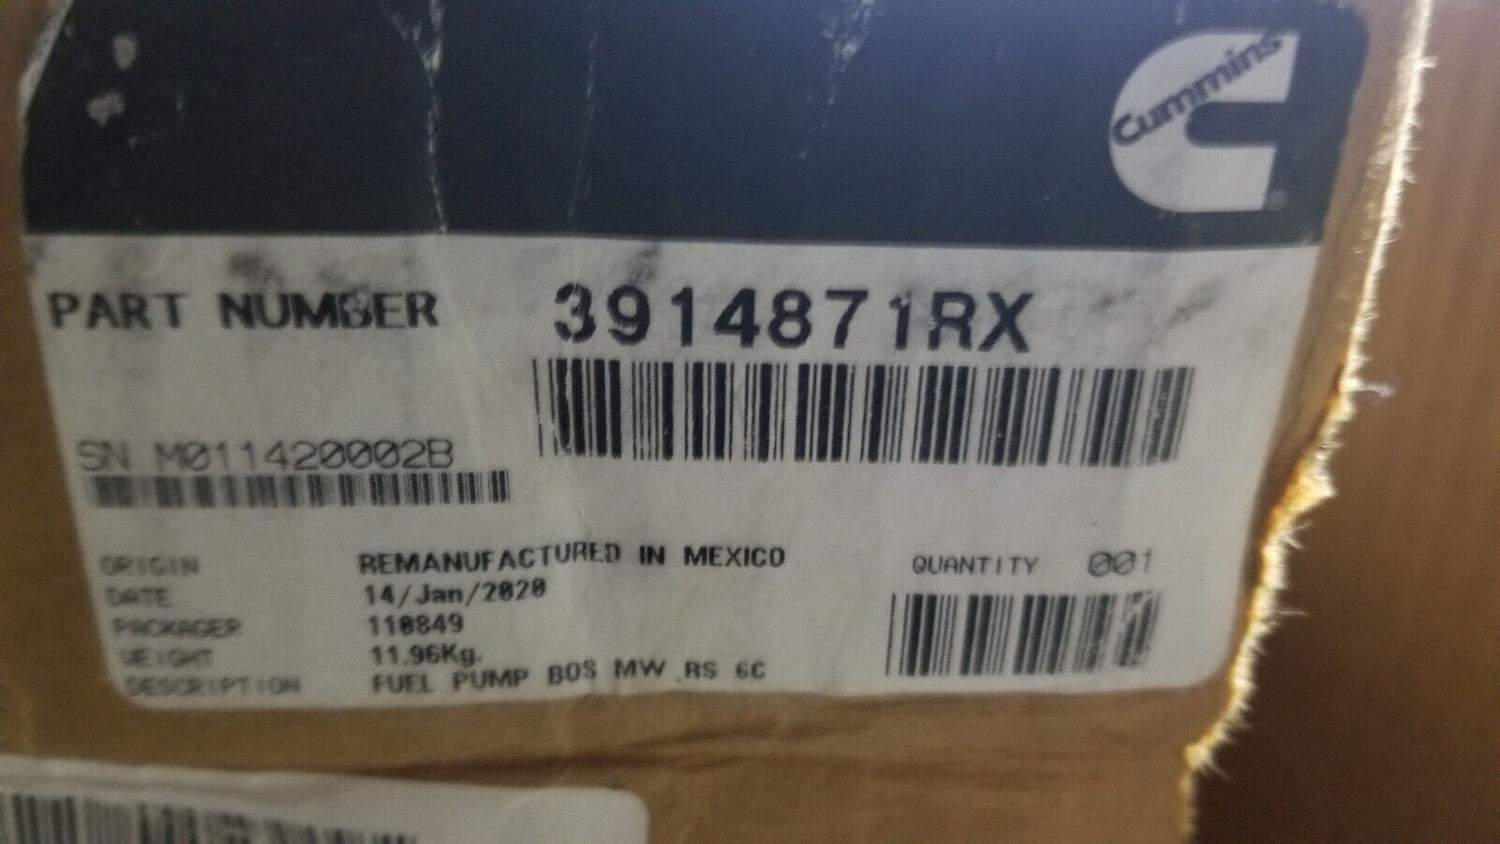 Cummins
PART NUMBER 3914871RX
SN M011420002B
ORIGIN REMANUFACTURED IN MEXICO
QUANTITY 001
DATE 14/Jan/2020
PACKAGER 110849
WEIGHT 11.96Kg.
DESCRIPTION FUEL PUMP BOS MW RS 6C